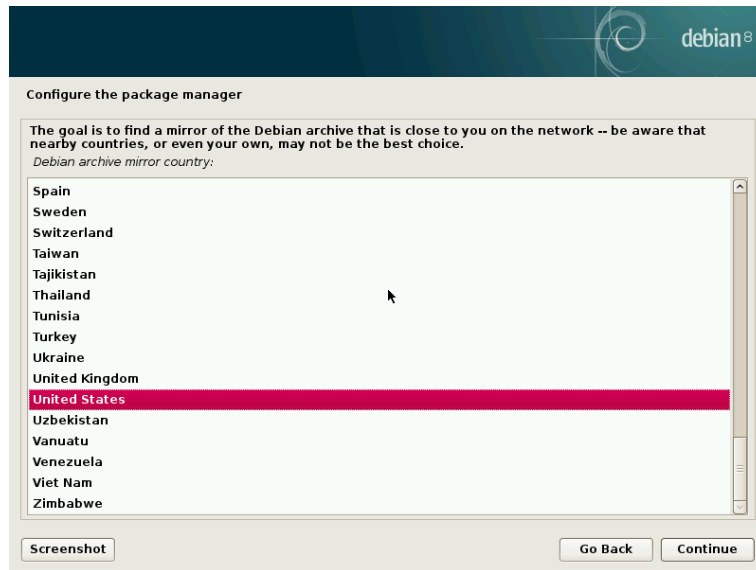 debian 8
Configure the package manager
The goal is to find a mirror of the Debian archive that is close to you on the network -- be aware that
nearby countries, or even your own, may not be the best choice.
Debian archive mirror country:
Spain
Sweden
Switzerland
Taiwan
Tajikistan
Thailand
Tunisia
Turkey
Ukraine
United Kingdom
United States
Uzbekistan
Vanuatu
Venezuela
Viet Nam
Zimbabwe
Screenshot
Go Back
Continue